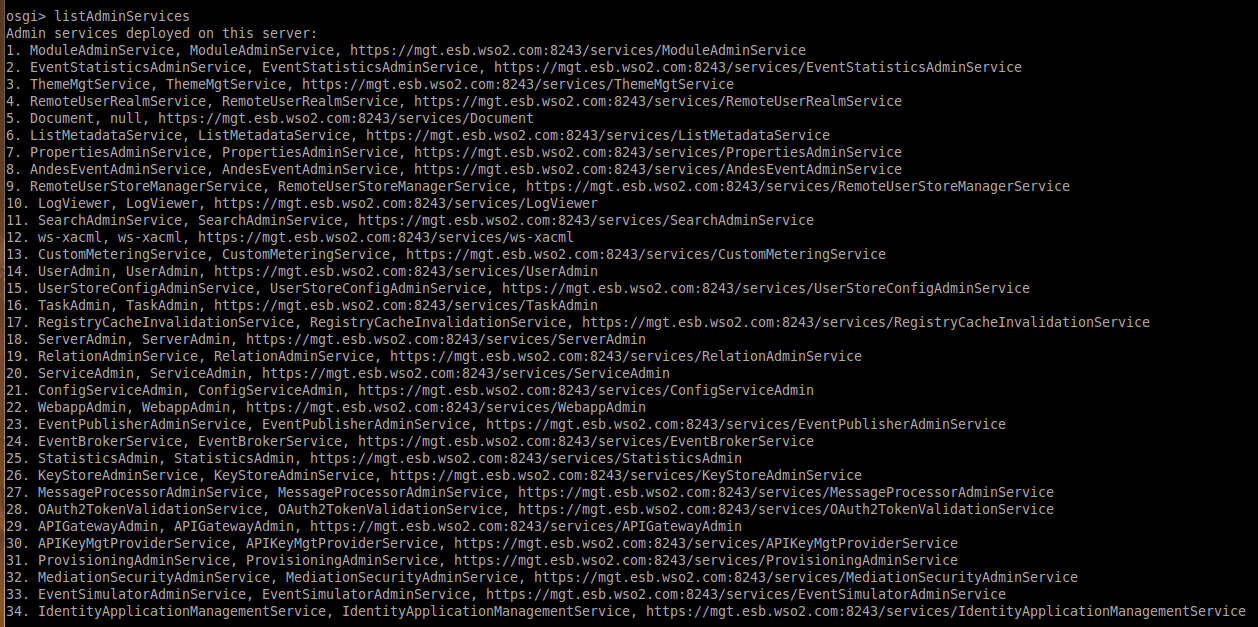 osgi> listAdminServices
Admin services deployed on this server:
1. ModuleAdminService, ModuleAdminService, https://mgt.esb.wso2.com:8243/services/ModuleAdminService
2. EventStatisticsAdminService, EventStatisticsAdminService, https://mgt.esb.wso2.com:8243/services/EventStatisticsAdminService
3. ThemeMgtService, ThemeMgtService, https://mgt.esb.wso2.com:8243/services/ThemeMgtService
4. RemoteUserRealmService, RemoteUserRealmService, https://mgt.esb.wso2.com:8243/services/RemoteUserRealmService
5. Document, null, https://mgt.esb.wso2.com:8243/services/Document
6. ListMetadataService, ListMetadataService, https://mgt.esb.wso2.com:8243/services/ListMetadataService
7. PropertiesAdminService, PropertiesAdminService, https://mgt.esb.wso2.com:8243/services/PropertiesAdminService
8. AndesEventAdminService, AndesEventAdminService, https://mgt.esb.wso2.com:8243/services/AndesEventAdminService
9. RemoteUserStoreManagerService, RemoteUserStoreManagerService, https://mgt.esb.wso2.com:8243/services/RemoteUserStoreManagerService
10. LogViewer, LogViewer, https://mgt.esb.wso2.com:8243/services/LogViewer
11. SearchAdminService, SearchAdminService, https://mgt.esb.wso2.com:8243/services/SearchAdminService
12. ws-xacml, ws-xacml, https://mgt.esb.wso2.com:8243/services/ws-xacml
13. CustomMeteringService, CustomMeteringService, https://mgt.esb.wso2.com:8243/services/CustomMeteringService
14. UserAdmin, UserAdmin, https://mgt.esb.wso2.com:8243/services/UserAdmin
15. UserStoreConfigAdminService, UserStoreConfigAdminService, https://mgt.esb.wso2.com:8243/services/UserStoreConfigAdminService
16. TaskAdmin, TaskAdmin, https://mgt.esb.wso2.com:8243/services/TaskAdmin
17. RegistryCacheInvalidationService, RegistryCacheInvalidationService, https://mgt.esb.wso2.com:8243/services/RegistryCacheInvalidationService
18. ServerAdmin, ServerAdmin, https://mgt.esb.wso2.com:8243/services/ServerAdmin
19. RelationAdminService, RelationAdminService, https://mgt.esb.wso2.com:8243/services/RelationAdminService
20. ServiceAdmin, ServiceAdmin, https://mgt.esb.wso2.com:8243/services/ServiceAdmin
21. ConfigServiceAdmin, ConfigServiceAdmin, https://mgt.esb.wso2.com:8243/services/ConfigServiceAdmin
22. WebappAdmin, WebappAdmin, https://mgt.esb.wso2.com:8243/services/WebappAdmin
23. EventPublisherAdminService, EventPublisherAdminService, https://mgt.esb.wso2.com:8243/services/EventPublisherAdminService
24. EventBrokerService, EventBrokerService, https://mgt.esb.wso2.com:8243/services/EventBrokerService
25. StatisticsAdmin, StatisticsAdmin, https://mgt.esb.wso2.com:8243/services/StatisticsAdmin
26. KeyStoreAdminService, KeyStoreAdminService, https://mgt.esb.wso2.com:8243/services/KeyStoreAdminService
27. MessageProcessorAdminService, MessageProcessorAdminService, https://mgt.esb.wso2.com:8243/services/MessageProcessorAdminService
28. OAuth2TokenValidationService, OAuth2TokenValidationService, https://mgt.esb.wso2.com:8243/services/OAuth2TokenValidationService
29. APIGatewayAdmin, APIGatewayAdmin, https://mgt.esb.wso2.com:8243/services/APIGatewayAdmin
30. APIKeyMgtProviderService, APIKeyMgtProviderService, https://mgt.esb.wso2.com:8243/services/APIKeyMgtProviderService
31. ProvisioningAdminService, ProvisioningAdminService, https://mgt.esb.wso2.com:8243/services/ProvisioningAdminService
32. MediationSecurityAdminService, MediationSecurityAdminService, https://mgt.esb.wso2.com:8243/services/MediationSecurityAdminService
33. EventSimulatorAdminService, EventSimulatorAdminService, https://mgt.esb.wso2.com:8243/services/EventSimulatorAdminService
34. IdentityApplicationManagementService, IdentityApplicationManagementService, https://mgt.esb.wso2.com:8243/services/IdentityApplicationManagementService